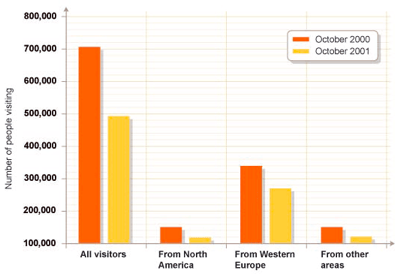 800,000
700,000
600,000
500,000
400,000
300,000
200,000
100,000
Number of people visiting
October 2000
October 2001
All visitors
From North
America
From Western
Europe
From other
areas